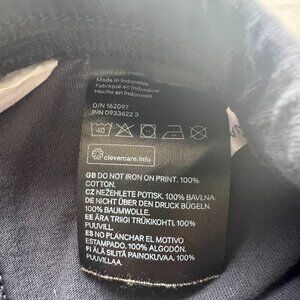 Made in Indonesia
Fabriqué en Indonésie
Hecho en Indonesia
O/N 162097
P/N 0933622 3
40
clevercare.info
GB DO NOT IRON ON PRINT. 100%
COTTON.
CZ NEŽEHLETE POTISK. 100% BAVLNA.
DE NICHT ÜBER DEN DRUCK BÜGELN.
100% BAUMWOLLE.
EE ÄRA TRIIGI TRÜKIKOHTI. 100%
PUUVILL.
ES NO PLANCHAR EL MOTIVO
ESTAMPADO. 100% ALGODÓN.
FI ÄLÄ SILITÄ PAINOKUVAA. 100%
PUUVILLAA.